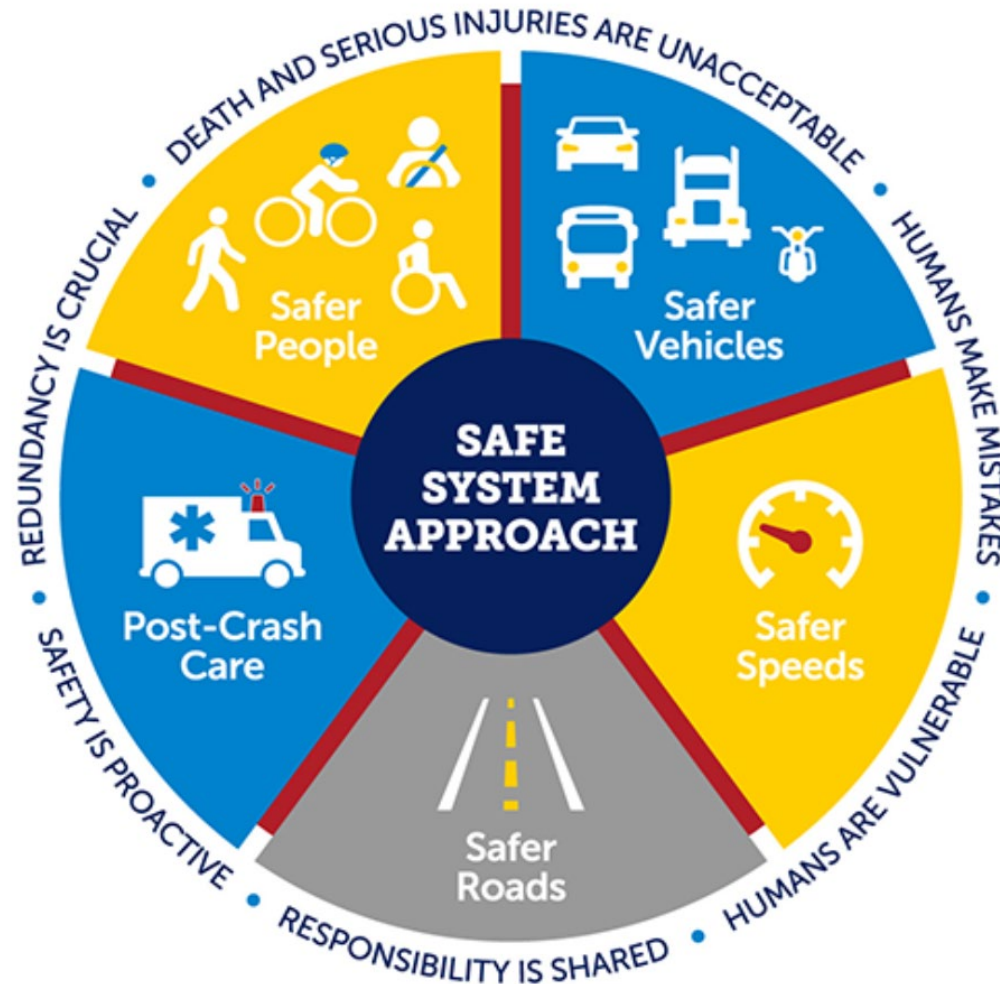 DEATH AND SERIOUS INJURIES ARE UNACCEPTABLE
HUMANS MAKE MISTAKES
HUMANS ARE VULNERABLE
RESPONSIBILITY IS SHARED
SAFETY IS PROACTIVE
REDUNDANCY IS CRUCIAL
Safer
People
Safer
Vehicles
SAFE
SYSTEM
APPROACH
Safer
Speeds
Post-Crash
Care
Safer
Roads